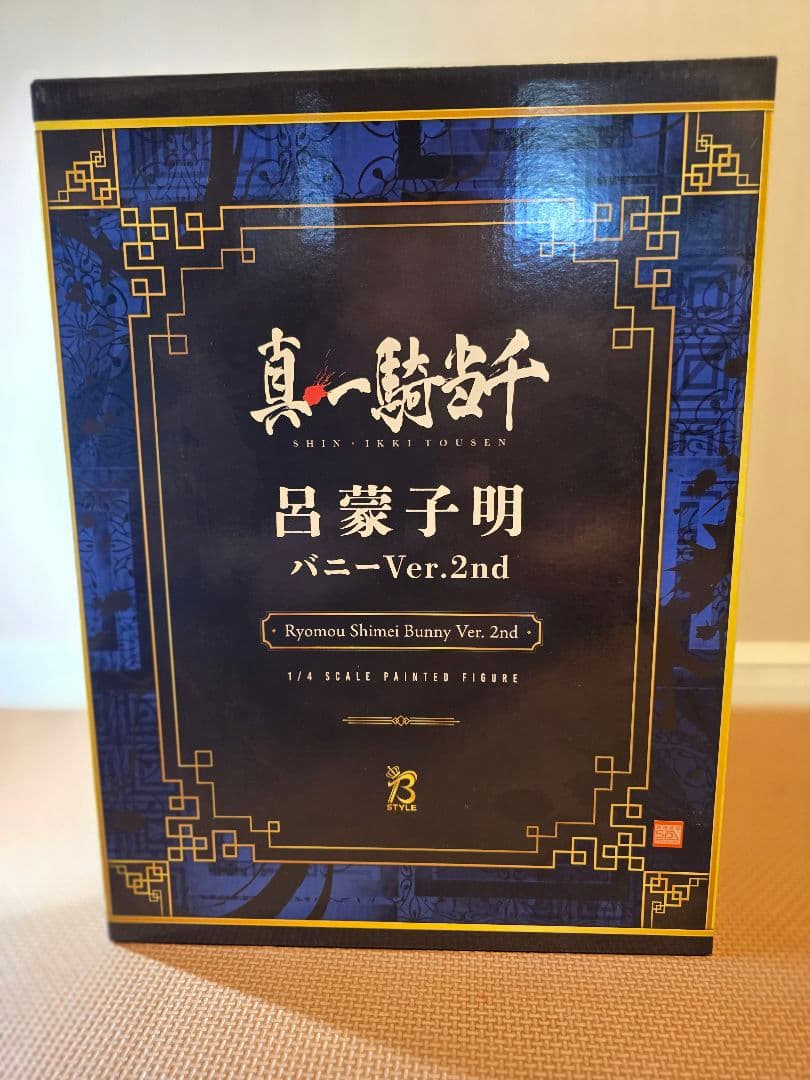 真・一騎当千
SHIN・IKKI TOUSEN
呂蒙子明
バニーVer.2nd
・Ryomou Shimei Bunny Ver. 2nd・
1/4 SCALE PAINTED FIGURE
B
STYLE